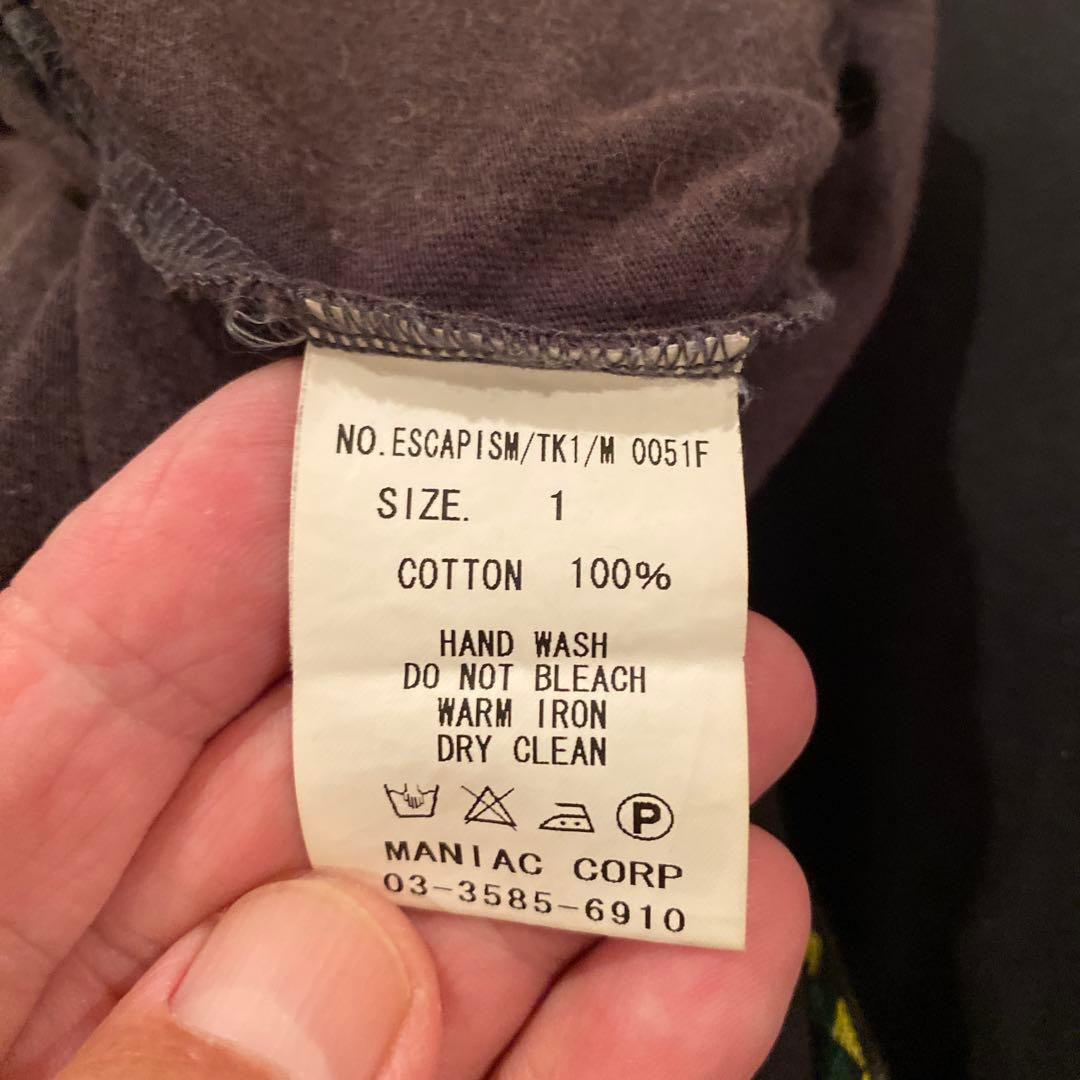 NO.ESCAPISM/TK1/M 0051F
SIZE. 1
COTTON 100%
HAND WASH
DO NOT BLEACH
WARM IRON
DRY CLEAN
P
MANIAC CORP
03-3585-6910